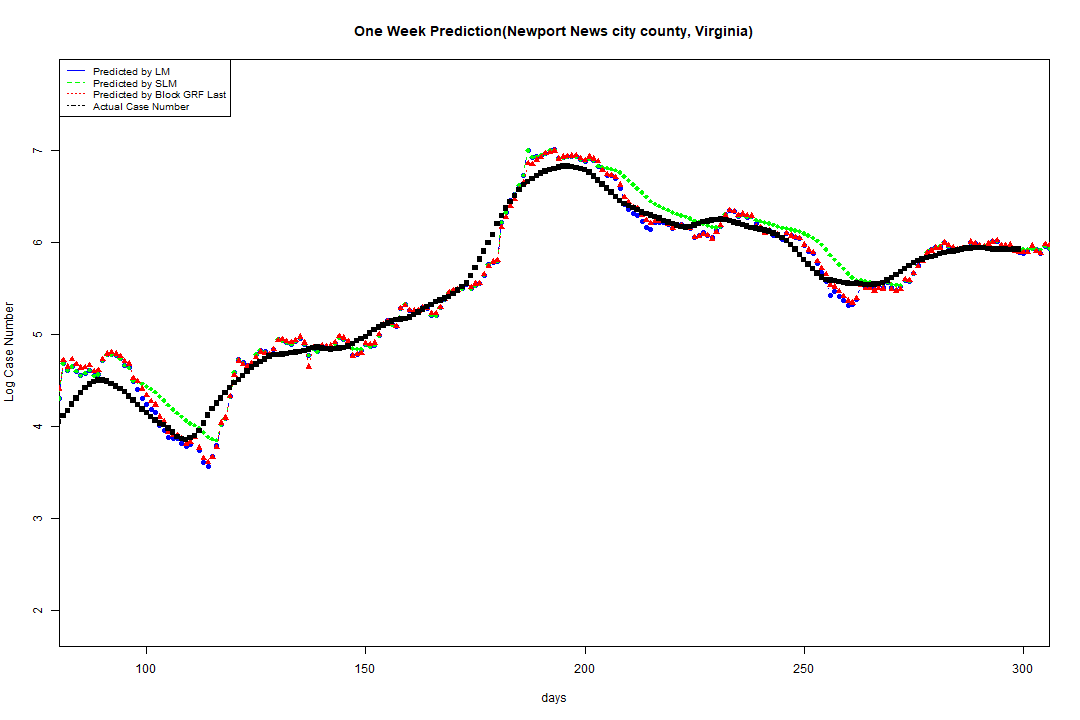 One Week Prediction(Newport News city county, Virginia)
Predicted by LM
Predicted by SLM
Predicted by Block GRF Last
Actual Case Number
7
6
5
4
3
2
Log Case Number
100 150 200 250 300
days